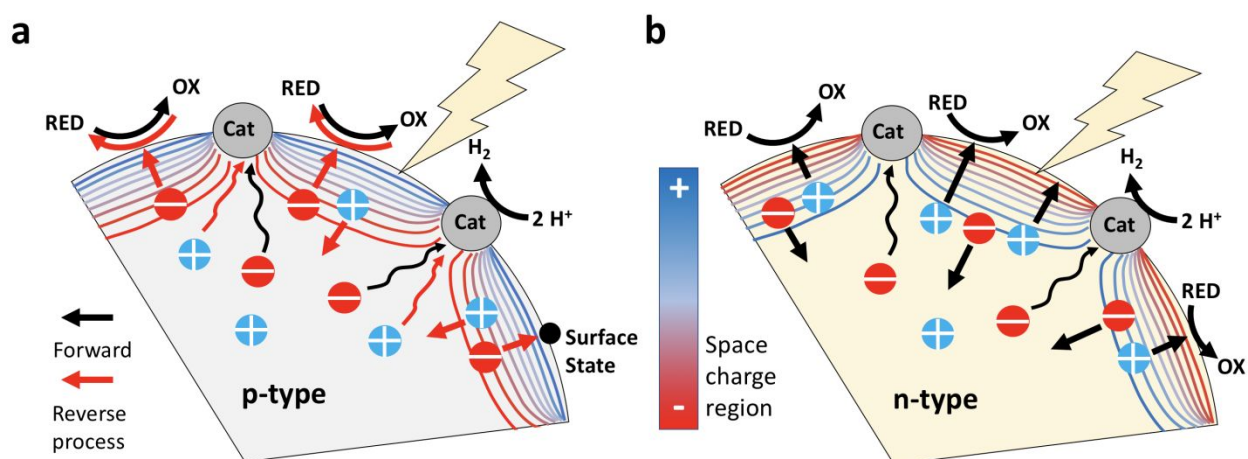 a
RED
OX
Cat
RED
OX
H₂
2 H⁺
Cat
Surface
State
Forward
Reverse
process
p-type
+
-
Space
charge
region
b
RED
OX
Cat
RED
OX
H₂
2 H⁺
Cat
RED
OX
n-type